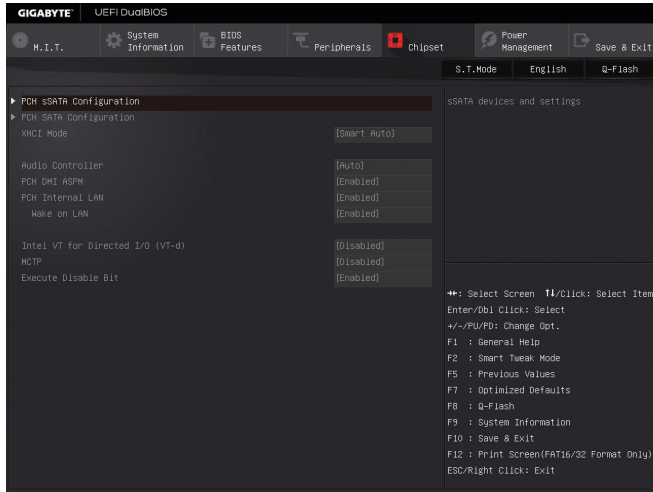 GIGABYTE™ UEFI DualBIOS
M.I.T.
System Information
BIOS Features
Peripherals
Chipset
Power Management
Save & Exit
S.T.Mode English Q-Flash
PCH sSATA Configuration
PCH SATA Configuration
XHCI Mode [Smart Auto]
Audio Controller [Auto]
PCH DMI ASPM [Enabled]
PCH Internal LAN [Enabled]
Wake on LAN [Enabled]
Intel VT for Directed I/O (VT-d) [Disabled]
MCTP [Disabled]
Execute Disable Bit [Enabled]
sSATA devices and settings
→←: Select Screen ↑↓/Click: Select Item
Enter/Dbl Click: Select
+/-/PU/PD: Change Opt.
F1 : General Help
F2 : Smart Tweak Mode
F5 : Previous Values
F7 : Optimized Defaults
F8 : Q-Flash
F9 : System Information
F10 : Save & Exit
F12 : Print Screen(FAT16/32 Format Only)
ESC/Right Click: Exit